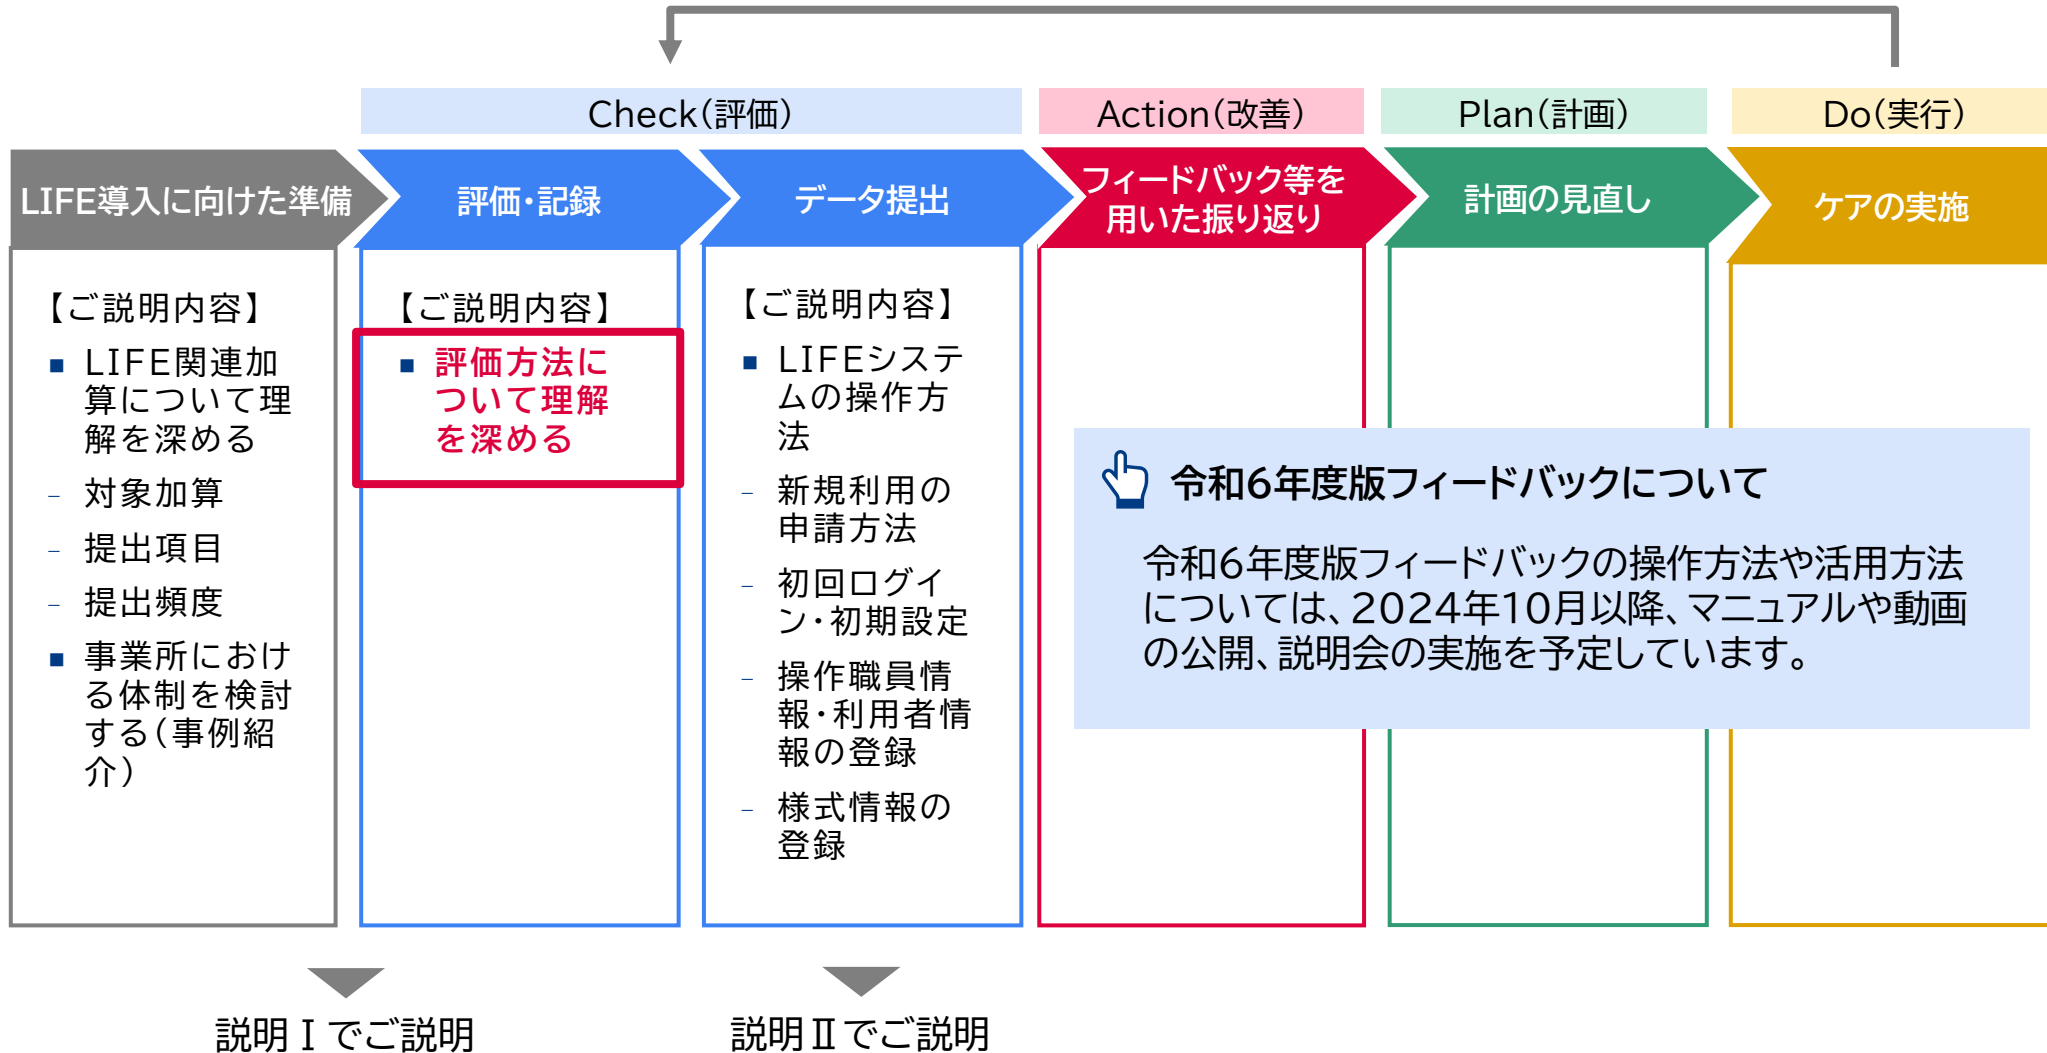 Check(評価)
Action(改善)
Plan(計画)
Do(実行)
LIFE導入に向けた準備
評価・記録
データ提出
フィードバック等を
用いた振り返り
計画の見直し
ケアの実施
【ご説明内容】
■ LIFE関連加
算について理
解を深める
– 対象加算
– 提出項目
– 提出頻度
■ 事業所におけ
る体制を検討
する(事例紹
介)
【ご説明内容】
■ 評価方法に
ついて理解
を深める
【ご説明内容】
■ LIFEシステ
ムの操作方
法
– 新規利用の
申請方法
– 初回ログイ
ン・初期設定
– 操作職員情
報・利用者情
報の登録
– 様式情報の
登録
令和6年度版フィードバックについて
令和6年度版フィードバックの操作方法や活用方法
については、2024年10月以降、マニュアルや動画
の公開、説明会の実施を予定しています。
説明Ⅰでご説明
説明Ⅱでご説明